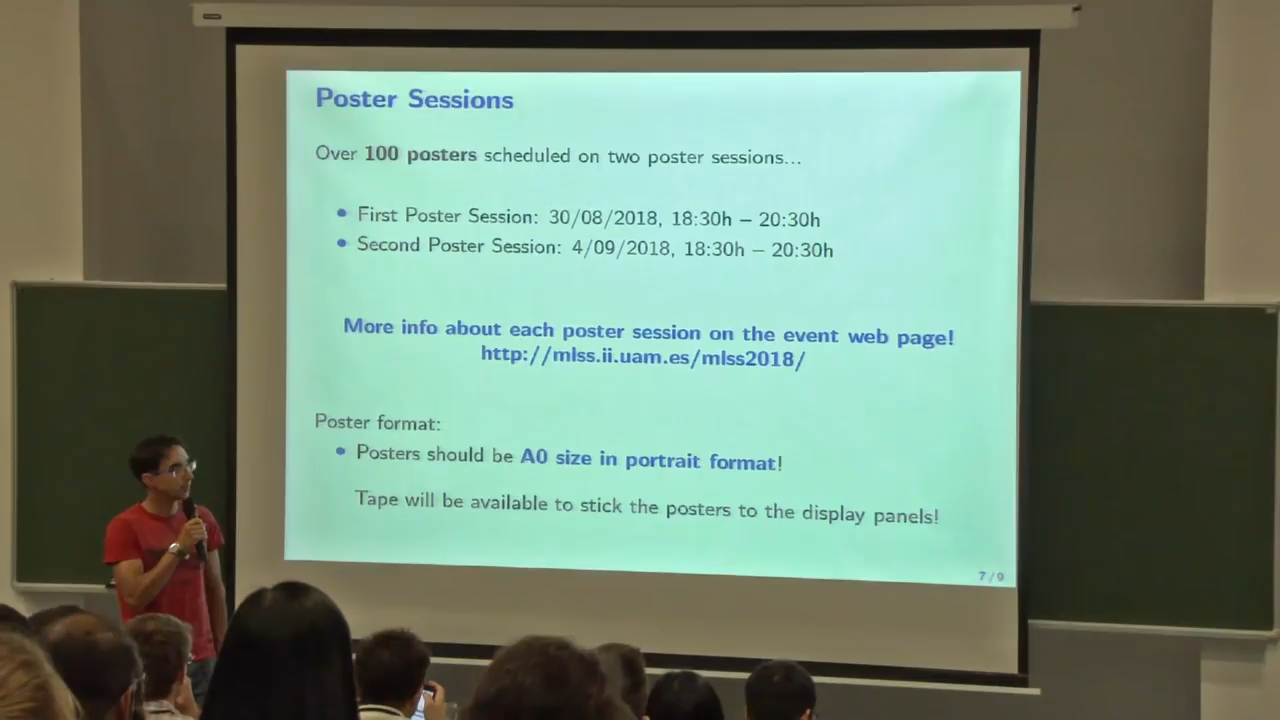 Poster Sessions
Over 100 posters scheduled on two poster sessions...
• First Poster Session: 30/08/2018, 18:30h – 20:30h
• Second Poster Session: 4/09/2018, 18:30h – 20:30h
More info about each poster session on the event web page!
http://mlss.ii.uam.es/mlss2018/
Poster format:
• Posters should be A0 size in portrait format!
Tape will be available to stick the posters to the display panels!
7 / 9